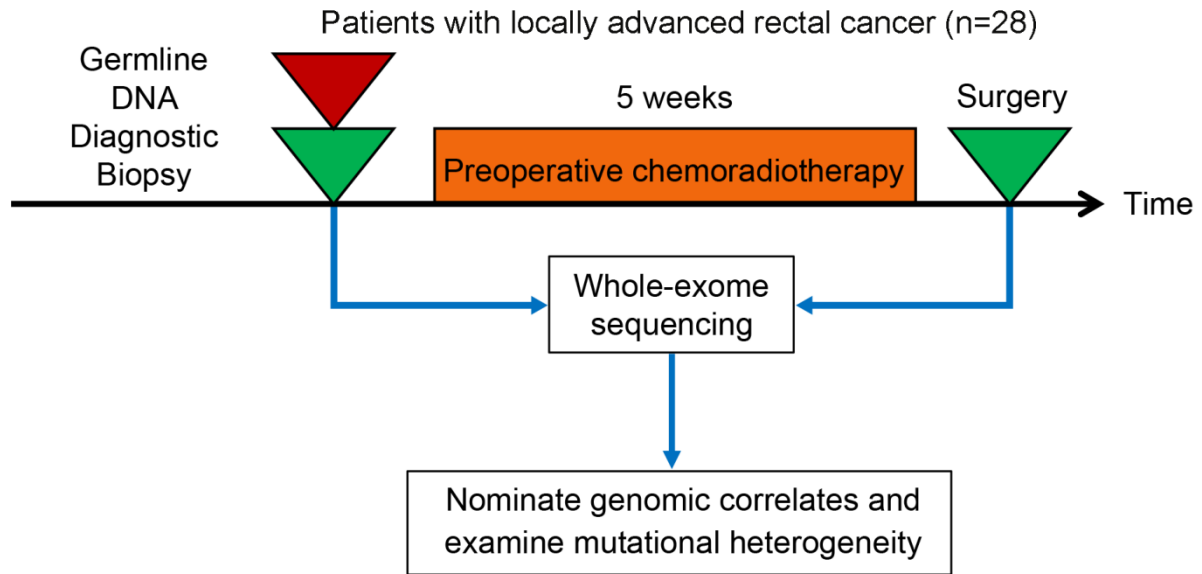 Patients with locally advanced rectal cancer (n=28)
Germline
DNA
Diagnostic
Biopsy
5 weeks
Surgery
Preoperative chemoradiotherapy
Time
Whole-exome
sequencing
Nominate genomic correlates and
examine mutational heterogeneity